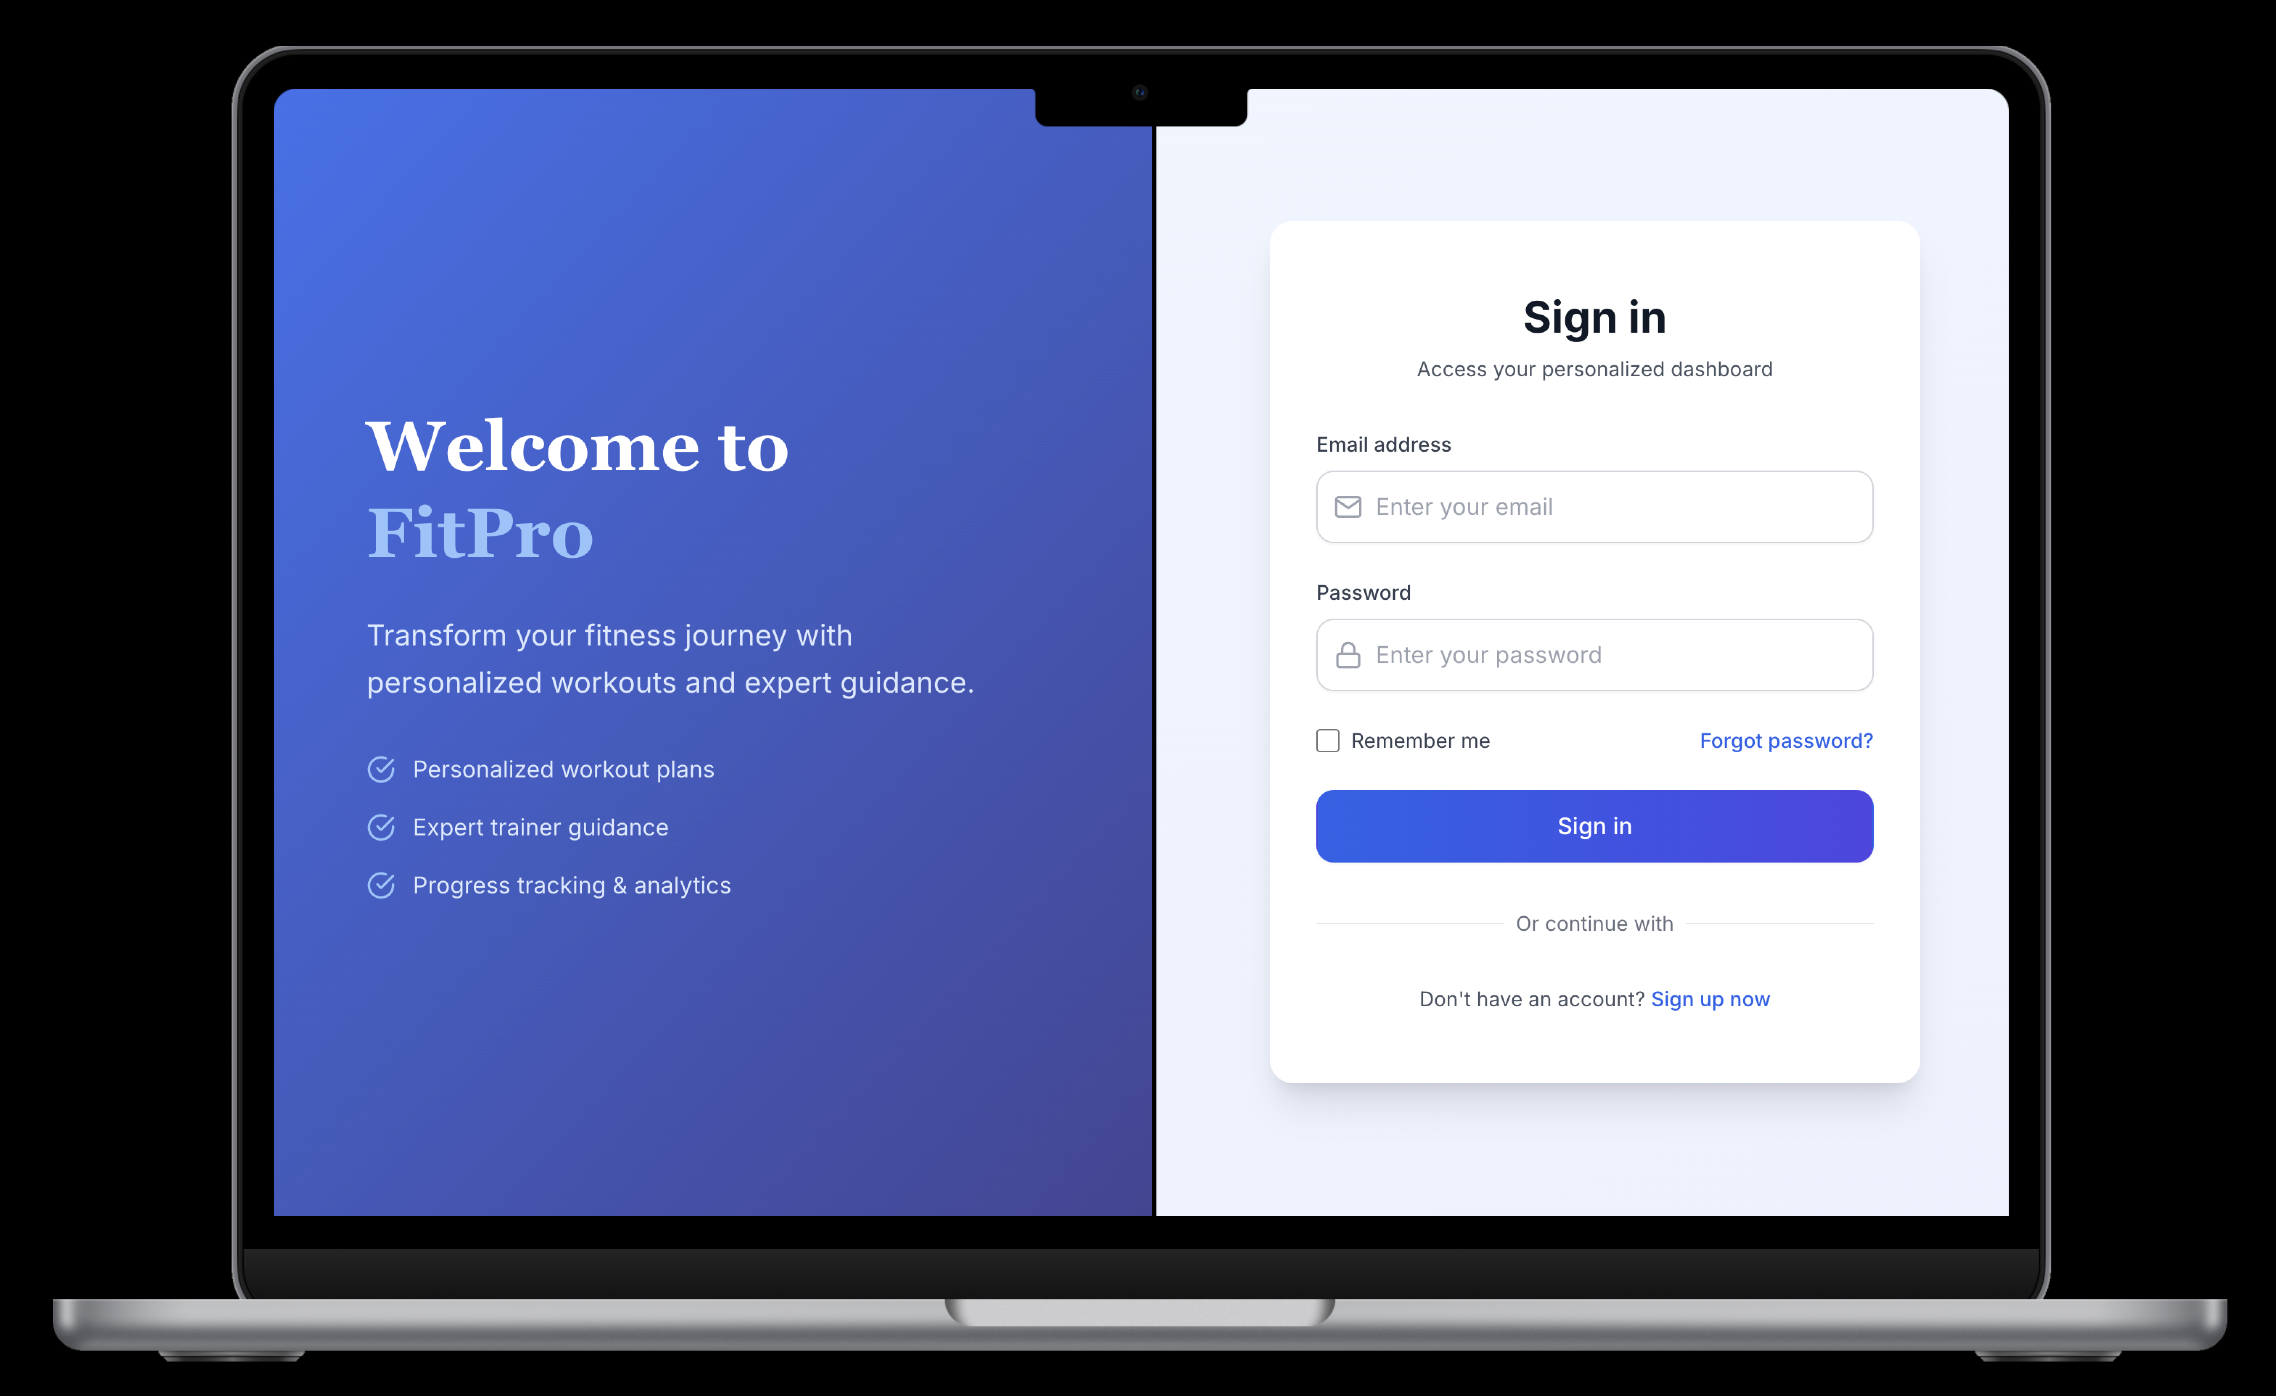 Welcome to
FitPro
Transform your fitness journey with
personalized workouts and expert guidance.
Personalized workout plans
Expert trainer guidance
Progress tracking & analytics
Sign in
Access your personalized dashboard
Email address
Enter your email
Password
Enter your password
Remember me
Forgot password?
Sign in
Or continue with
Don't have an account? Sign up now